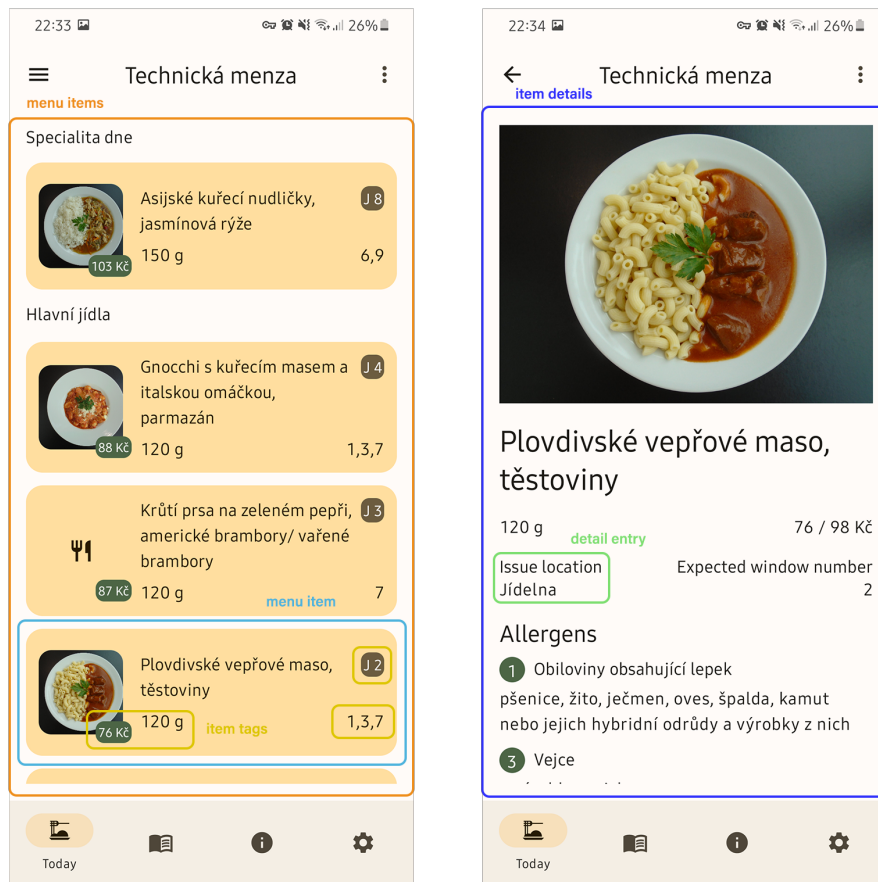 22:33
26%
Technická menza
menu items
Specialita dne
Asijské kuřecí nudličky,
jasmínová rýže
J 8
103 Kč
150 g
6,9
Hlavní jídla
Gnocchi s kuřecím masem a
italskou omáčkou,
parmazán
J 4
88 Kč
120 g
1,3,7
Krůtí prsa na zeleném pepři,
americké brambory/ vařené
brambory
J 3
87 Kč
120 g
7
menu item
Plovdivské vepřové maso,
těstoviny
J 2
76 Kč
120 g
item tags
1,3,7
Today
22:34
26%
Technická menza
item details
Plovdivské vepřové maso,
těstoviny
120 g
76 / 98 Kč
detail entry
Issue location
Jídelna
Expected window number
2
Allergens
1 Obiloviny obsahující lepek
pšenice, žito, ječmen, oves, špalda, kamut
nebo jejich hybridní odrůdy a výrobky z nich
3 Vejce
Today